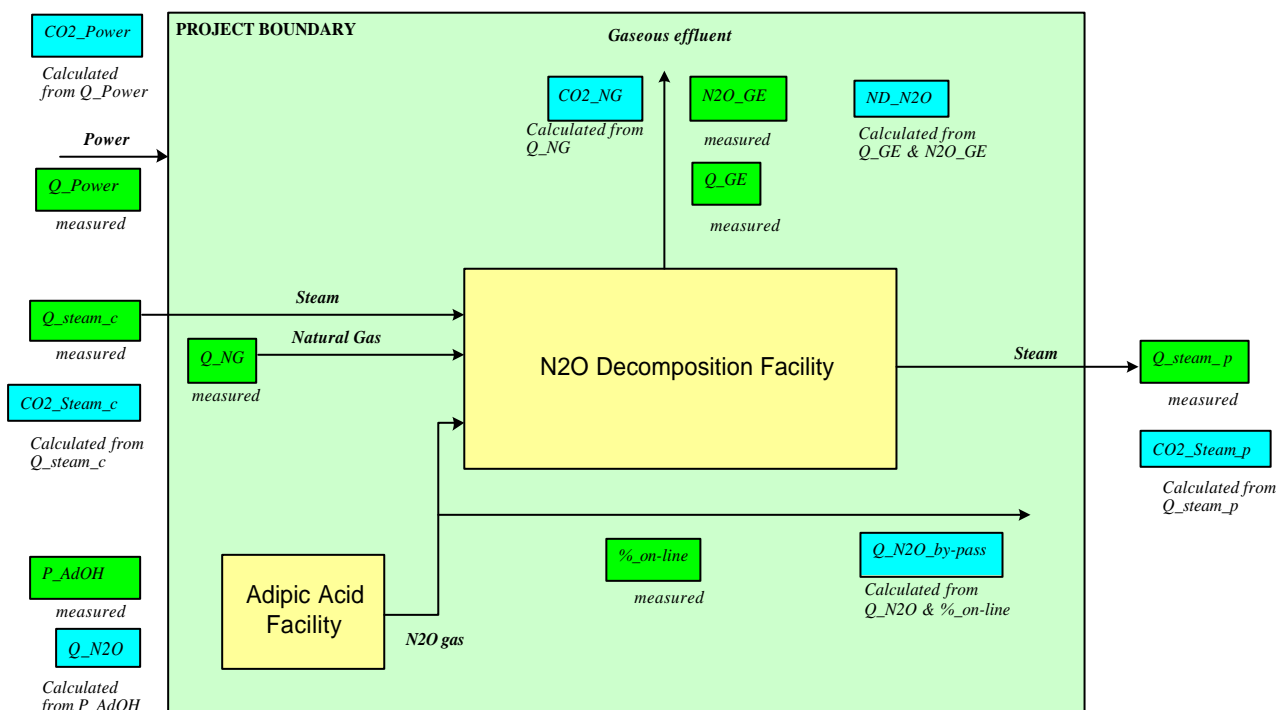 CO2_Power
Calculated
from Q_Power
PROJECT BOUNDARY
Gaseous effluent
CO2_NG
Calculated from
Q_NG
N2O_GE
measured
Q_GE
measured
ND_N2O
Calculated from
Q_GE & N2O_GE
Power
Q_Power
measured
Steam
Q_steam_c
measured
Natural Gas
Q_NG
measured
CO2_Steam_c
Calculated from
Q_steam_c
N2O Decomposition Facility
Steam
Q_steam_ p
measured
CO2_Steam_p
Calculated from
Q_steam_p
%_on-line
measured
Q_N2O_by-pass
Calculated from
Q_N2O & %_on-line
P_AdOH
measured
Q_N2O
Calculated
from P_AdOH
Adipic Acid
Facility
N2O gas